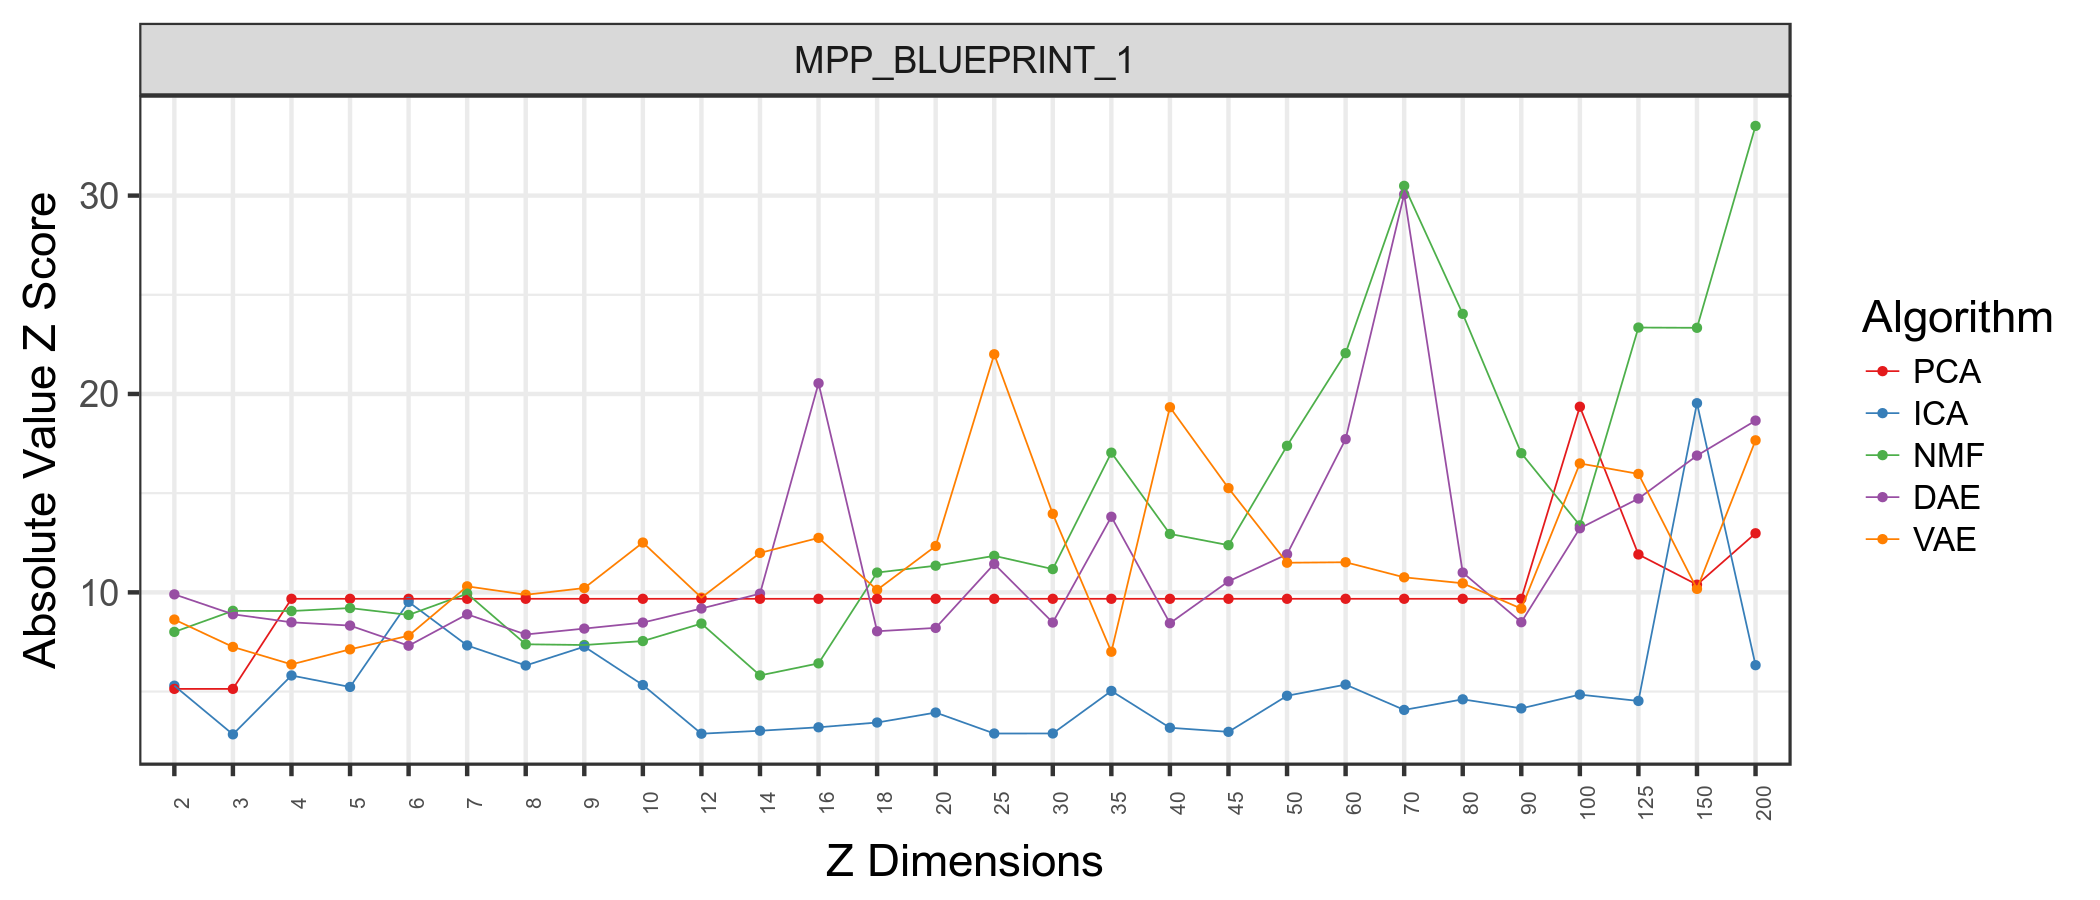 MPP_BLUEPRINT_1
Absolute Value Z Score
30
20
10
2 3 4 5 6 7 8 9 10 12 14 16 18 20 25 30 35 40 45 50 60 70 80 90 100 125 150 200
Z Dimensions
Algorithm
PCA
ICA
NMF
DAE
VAE